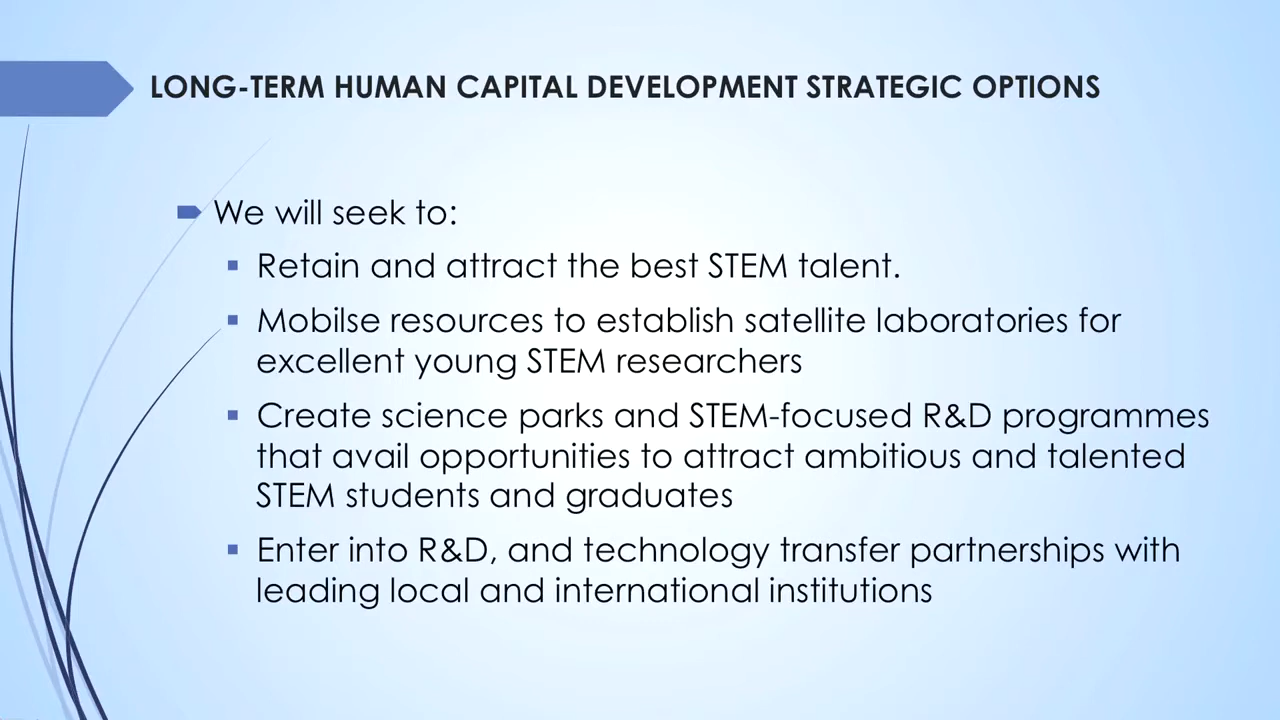 LONG-TERM HUMAN CAPITAL DEVELOPMENT STRATEGIC OPTIONS
We will seek to:
Retain and attract the best STEM talent.
Mobilse resources to establish satellite laboratories for
excellent young STEM researchers
Create science parks and STEM-focused R&D programmes
that avail opportunities to attract ambitious and talented
STEM students and graduates
Enter into R&D, and technology transfer partnerships with
leading local and international institutions